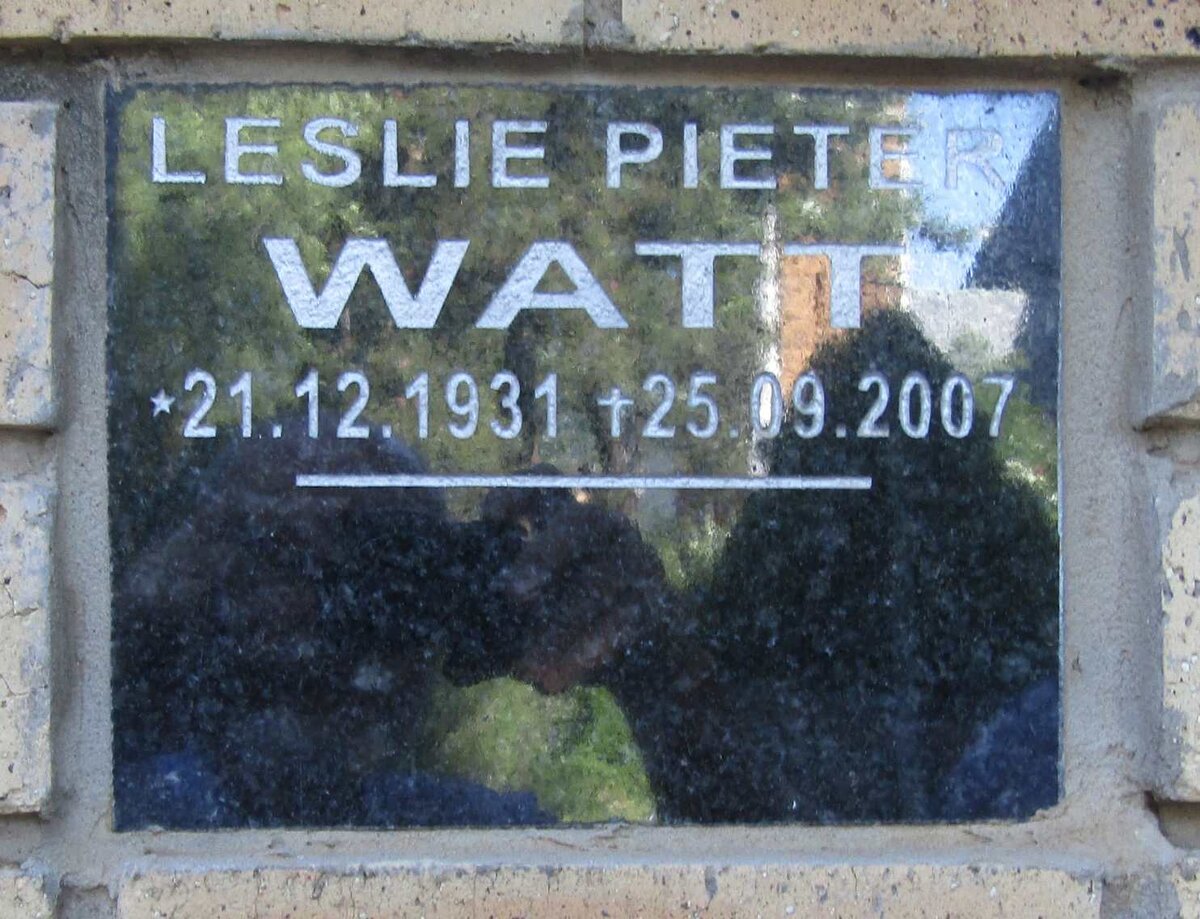 LESLIE PIETER
WATT
★21.12.1931 ✝25.09.2007